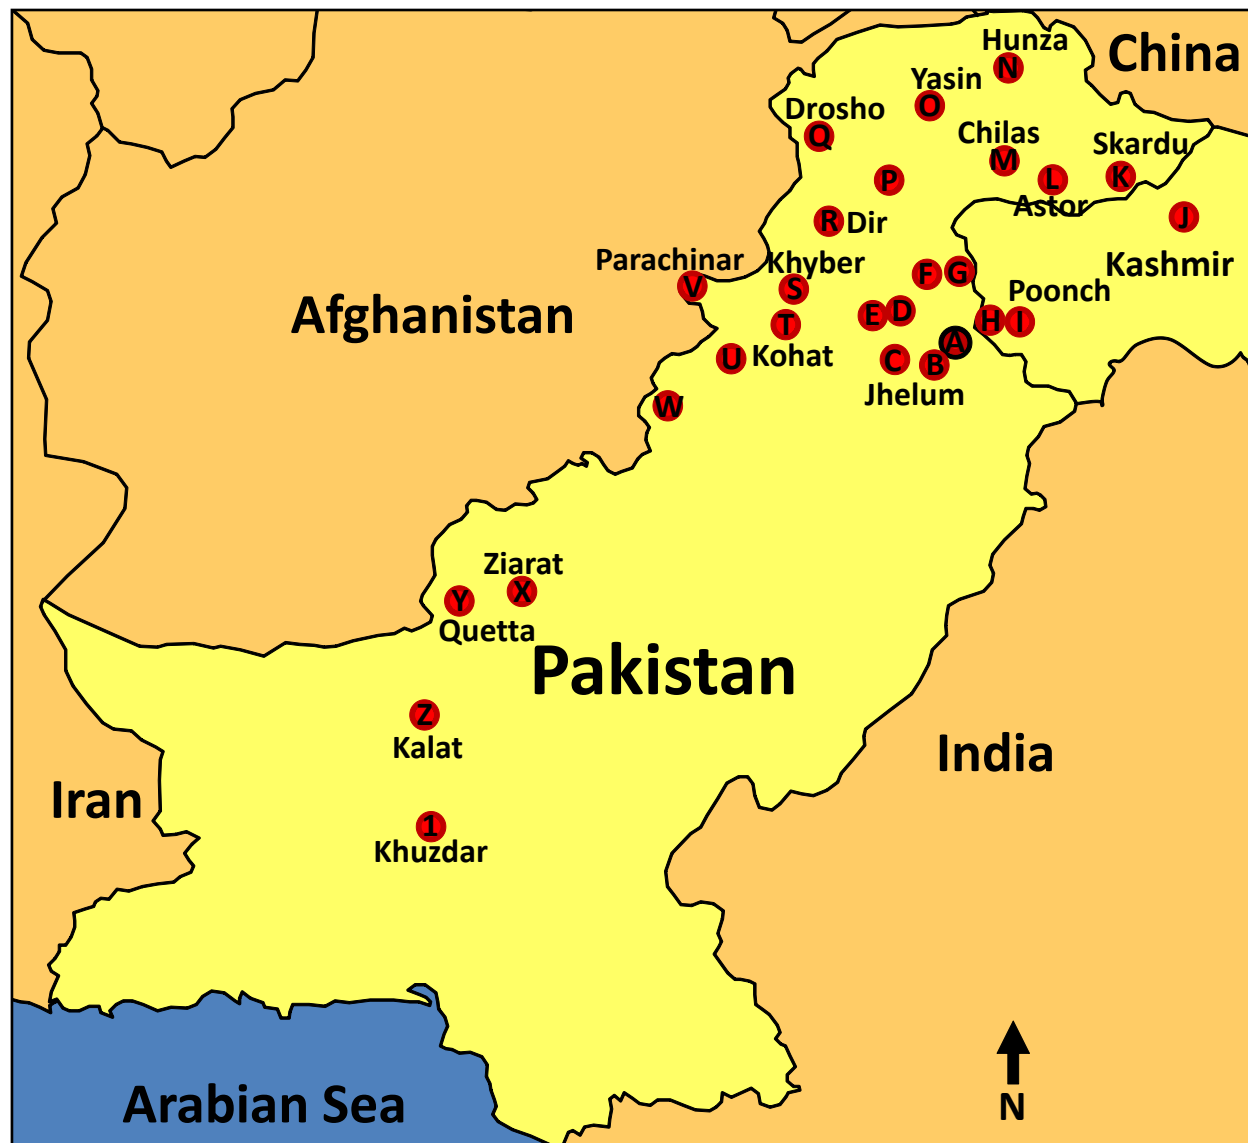 Hunza
China
N
Yasin
O
Drosho
Q
Chilas
M
Skardu
K
P
L
Astor
R Dir
J
Kashmir
Parachinar
V
Khyber
S
F
G
Poonch
Afghanistan
E
D
H
I
T
Kohat
A
U
C
B
Jhelum
W
Ziarat
X
Y
Quetta
Pakistan
Z
Kalat
India
Iran
1
Khuzdar
Arabian Sea
N